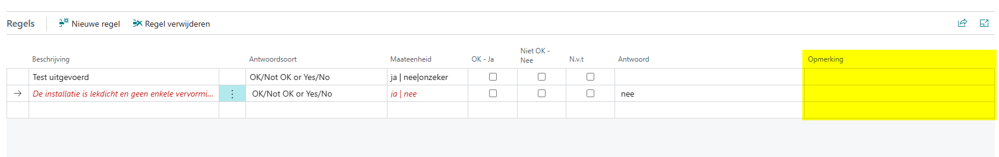 Regels Nieuwe regel Regel verwijderen
Beschrijving Antwoordsoort Maateenheid OK - Ja Niet OK - Nee N.v.t Antwoord Opmerking
Test uitgevoerd OK/Not OK or Yes/No ja | nee|onzeker
De installatie is lekdicht en geen enkele vervormi... OK/Not OK or Yes/No ja | nee nee